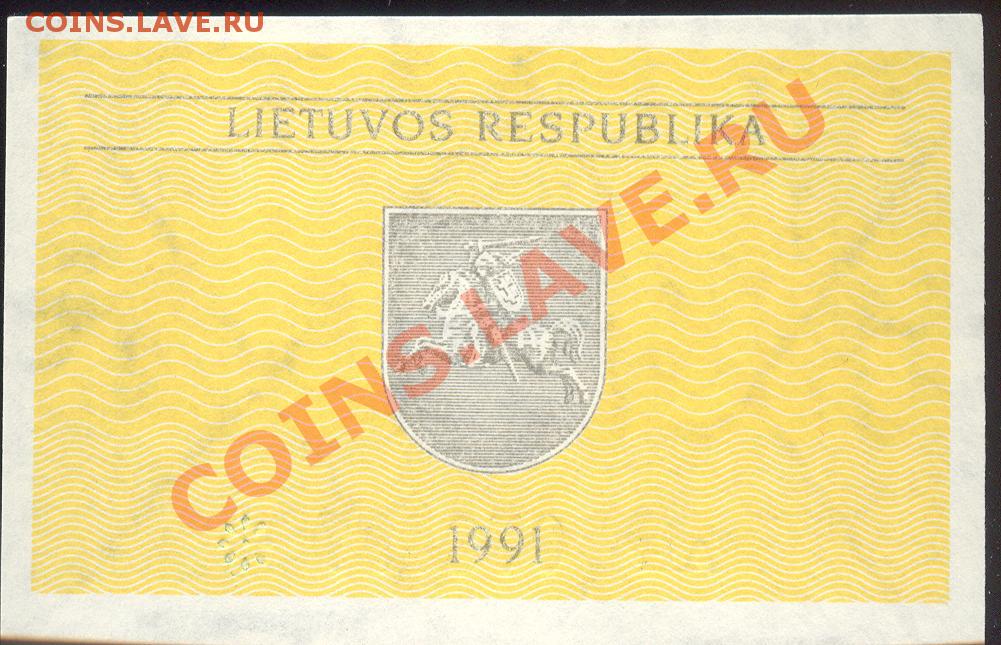 COINS.LAVE.RU
LIETUVOS RESPUBLIKA
COINS.LAVE.RU
1991